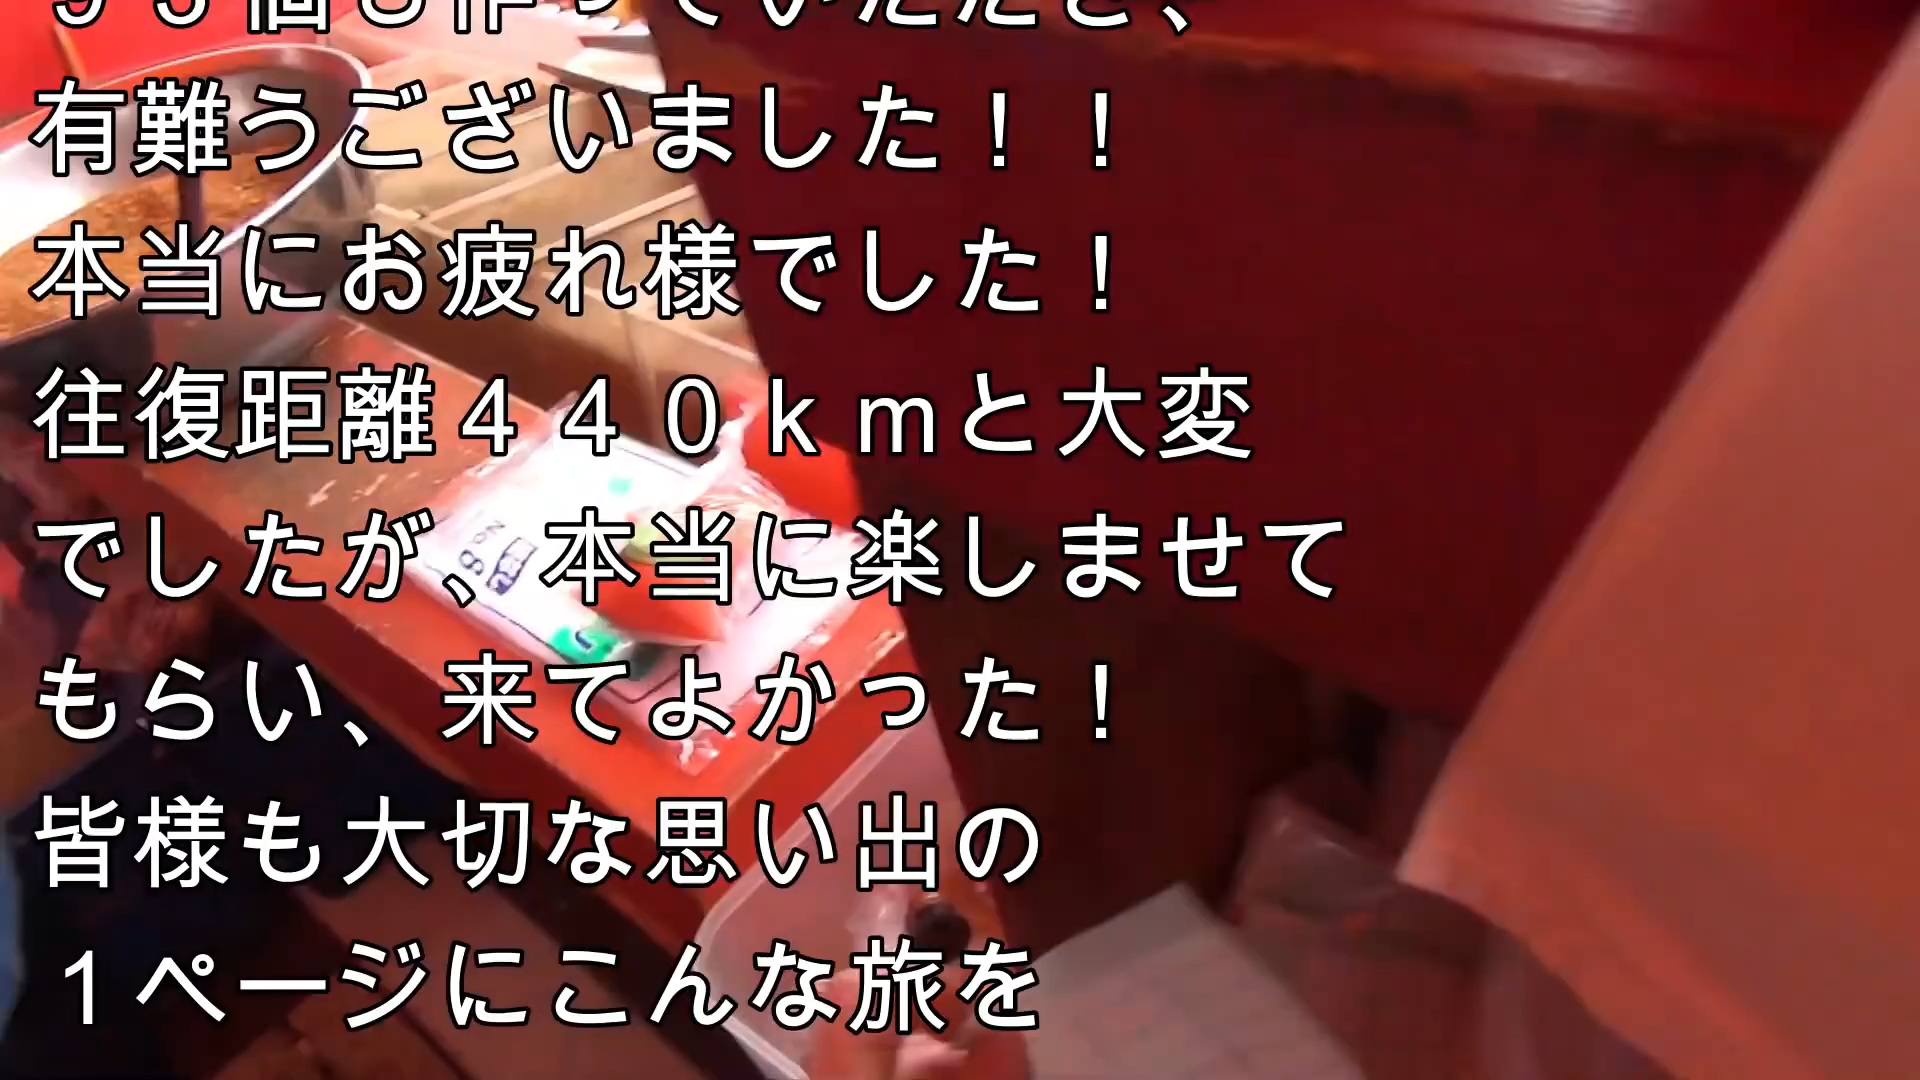 有難うございました！！
本当にお疲れ様でした！
往復距離４４０ｋｍと大変
でしたが、本当に楽しませて
もらい、来てよかった！
皆様も大切な思い出の
１ページにこんな旅を
No 8